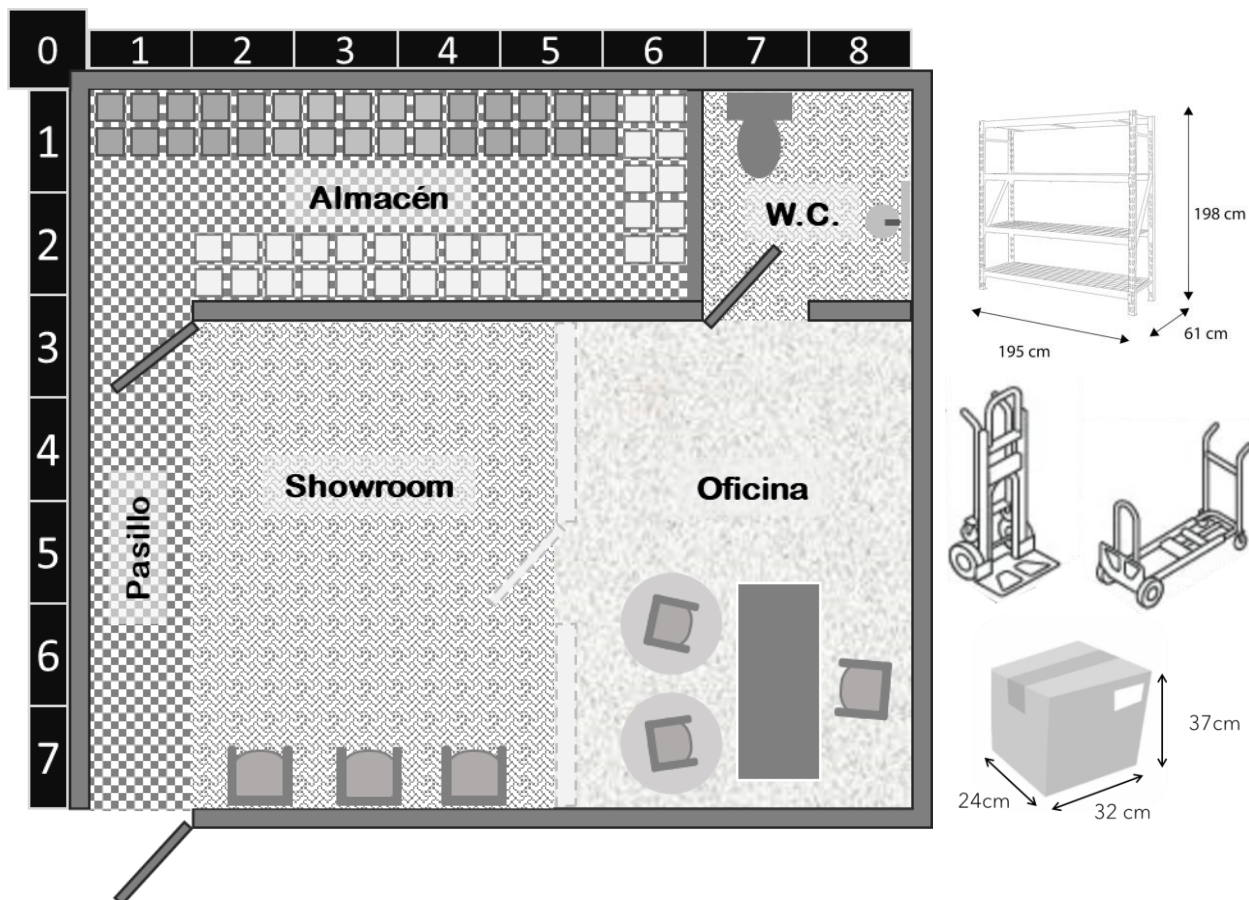 0 1 2 3 4 5 6 7 8
1
2
3
4
5
6
7
Almacén
W.C.
Showroom
Oficina
Pasillo
198 cm
195 cm
61 cm
37cm
24cm
32 cm